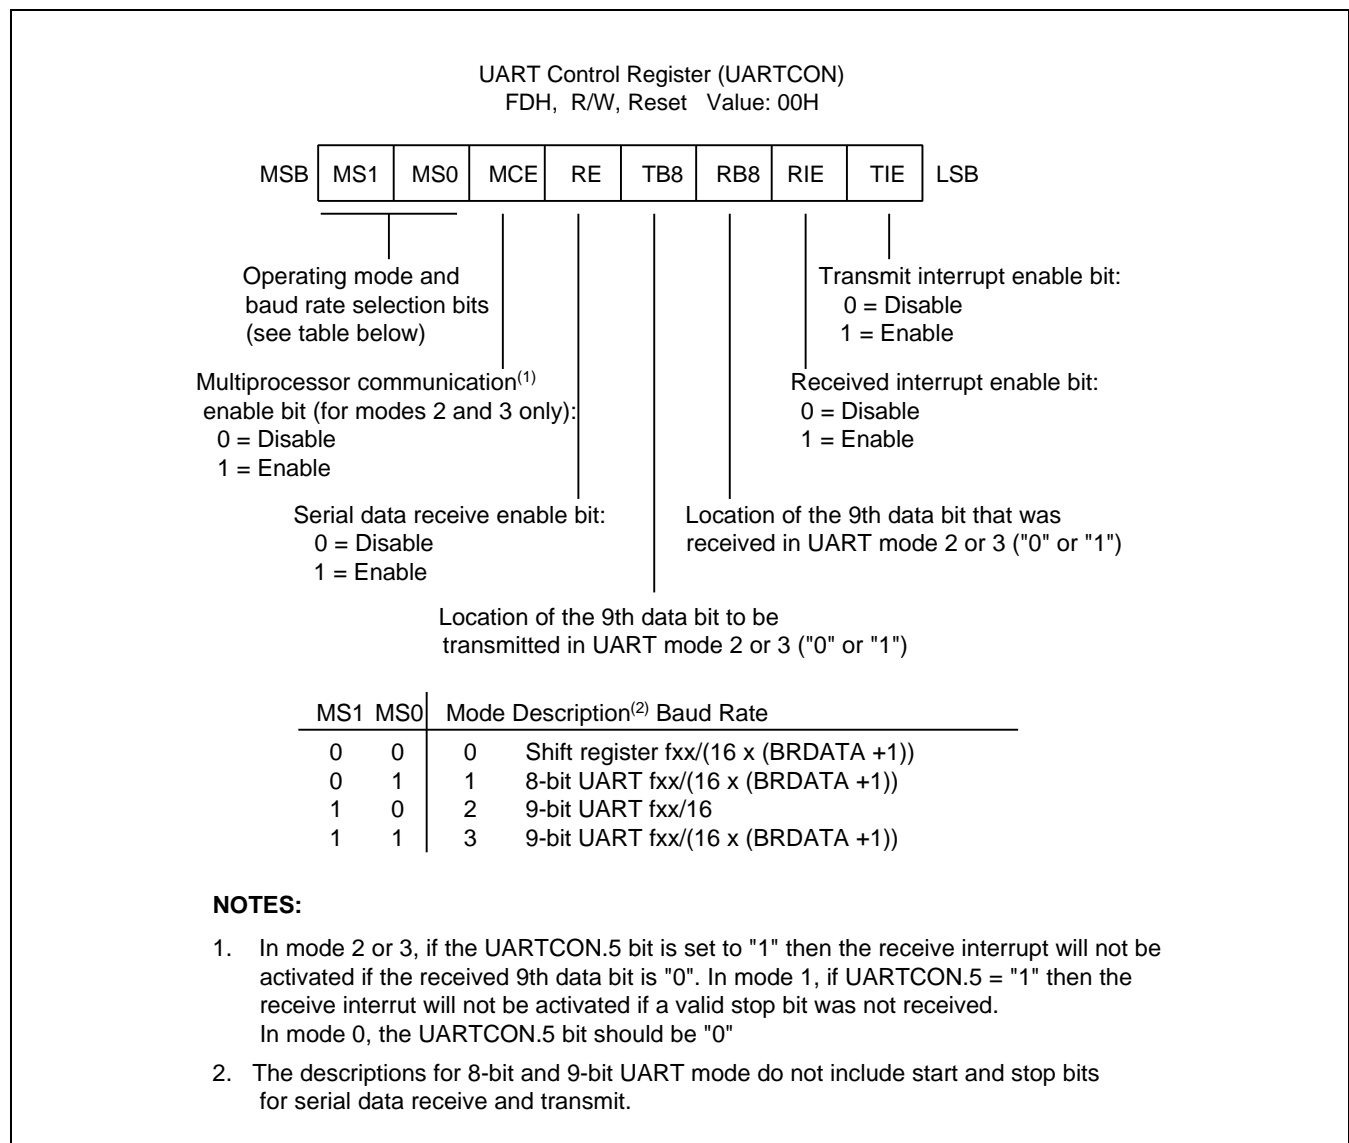 UART Control Register (UARTCON)
FDH, R/W, Reset Value: 00H
MSB MS1 MS0 MCE RE TB8 RB8 RIE TIE LSB
Operating mode and
baud rate selection bits
(see table below)
Transmit interrupt enable bit:
0 = Disable
1 = Enable
Multiprocessor communication(1)
enable bit (for modes 2 and 3 only):
0 = Disable
1 = Enable
Received interrupt enable bit:
0 = Disable
1 = Enable
Serial data receive enable bit:
0 = Disable
1 = Enable
Location of the 9th data bit that was
received in UART mode 2 or 3 ("0" or "1")
Location of the 9th data bit to be
transmitted in UART mode 2 or 3 ("0" or "1")
MS1 MS0 Mode Description(2) Baud Rate
0 0 0 Shift register fxx/(16 x (BRDATA +1))
0 1 1 8-bit UART fxx/(16 x (BRDATA +1))
1 0 2 9-bit UART fxx/16
1 1 3 9-bit UART fxx/(16 x (BRDATA +1))
NOTES:
1. In mode 2 or 3, if the UARTCON.5 bit is set to "1" then the receive interrupt will not be
activated if the received 9th data bit is "0". In mode 1, if UARTCON.5 = "1" then the
receive interrut will not be activated if a valid stop bit was not received.
In mode 0, the UARTCON.5 bit should be "0"
2. The descriptions for 8-bit and 9-bit UART mode do not include start and stop bits
for serial data receive and transmit.